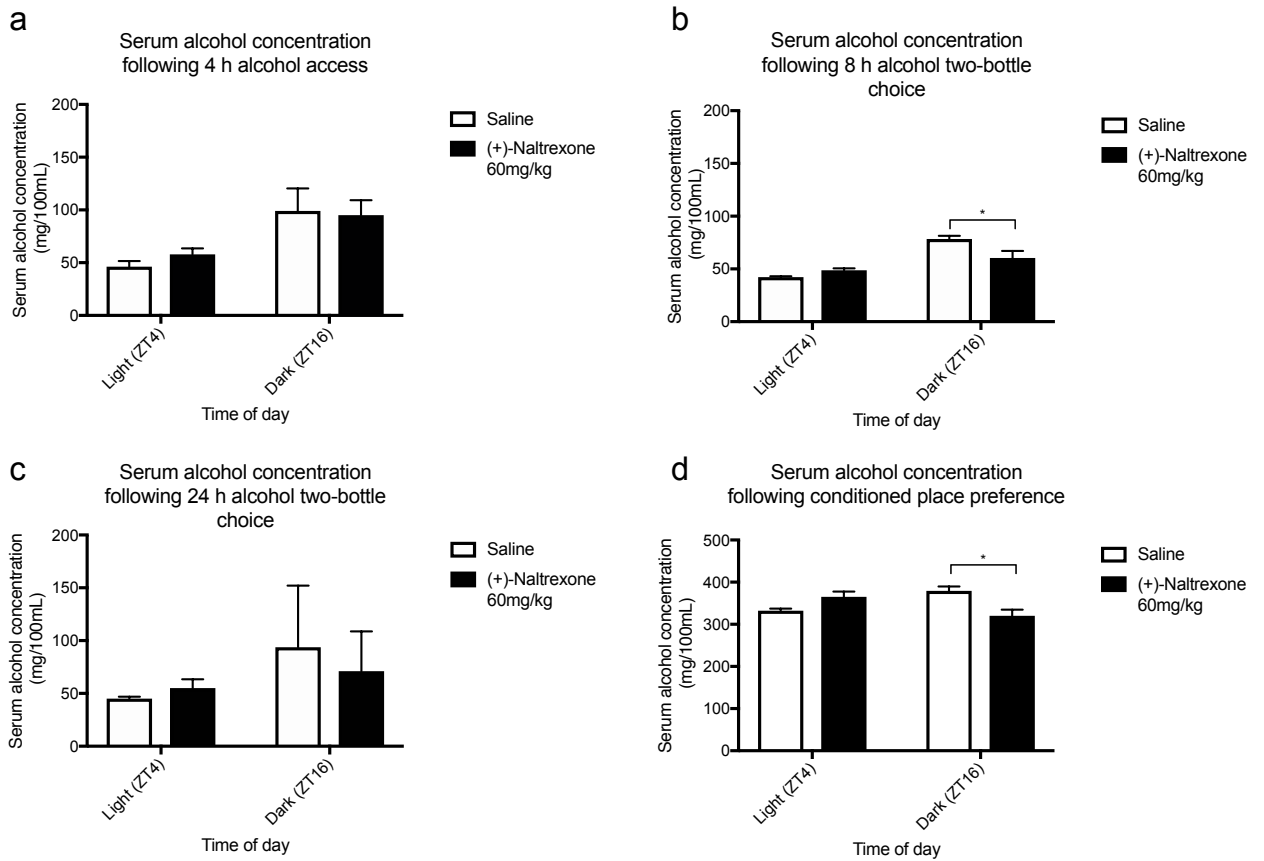 a
Serum alcohol concentration
following 4 h alcohol access
Serum alcohol concentration
(mg/100mL)
200
150
100
50
0
Light (ZT4)
Dark (ZT16)
Time of day
Saline
(+)-Naltrexone
60mg/kg
b
Serum alcohol concentration
following 8 h alcohol two-bottle
choice
Serum alcohol concentration
(mg/100mL)
200
150
100
50
0
*
Light (ZT4)
Dark (ZT16)
Time of day
Saline
(+)-Naltrexone
60mg/kg
c
Serum alcohol concentration
following 24 h alcohol two-bottle
choice
Serum alcohol concentration
(mg/100mL)
200
150
100
50
0
Light (ZT4)
Dark (ZT16)
Time of day
Saline
(+)-Naltrexone
60mg/kg
d
Serum alcohol concentration
following conditioned place preference
Serum alcohol concentration
(mg/100mL)
500
400
300
200
100
0
*
Light (ZT4)
Dark (ZT16)
Time of day
Saline
(+)-Naltrexone
60mg/kg